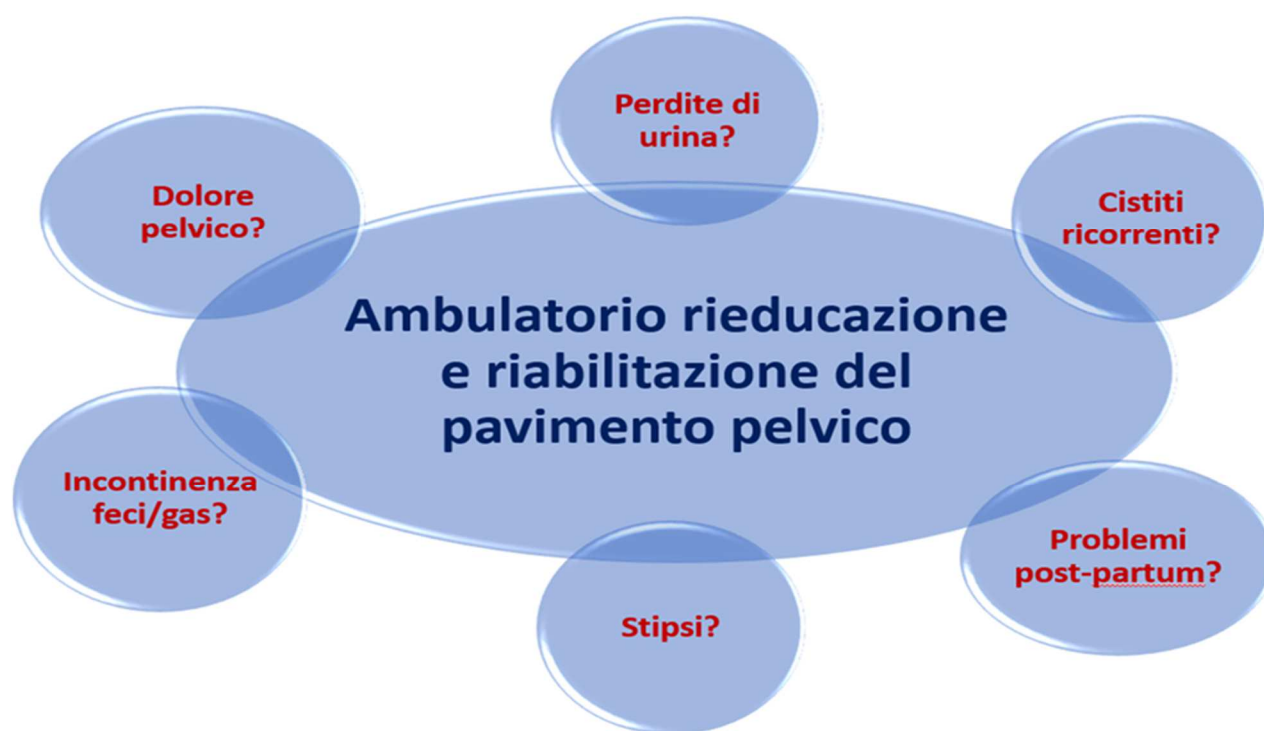 Perdite di
urina?
Dolore
pelvico?
Cistiti
ricorrenti?
Ambulatorio rieducazione
e riabilitazione del
pavimento pelvico
Incontinenza
feci/gas?
Problemi
post-partum?
Stipsi?